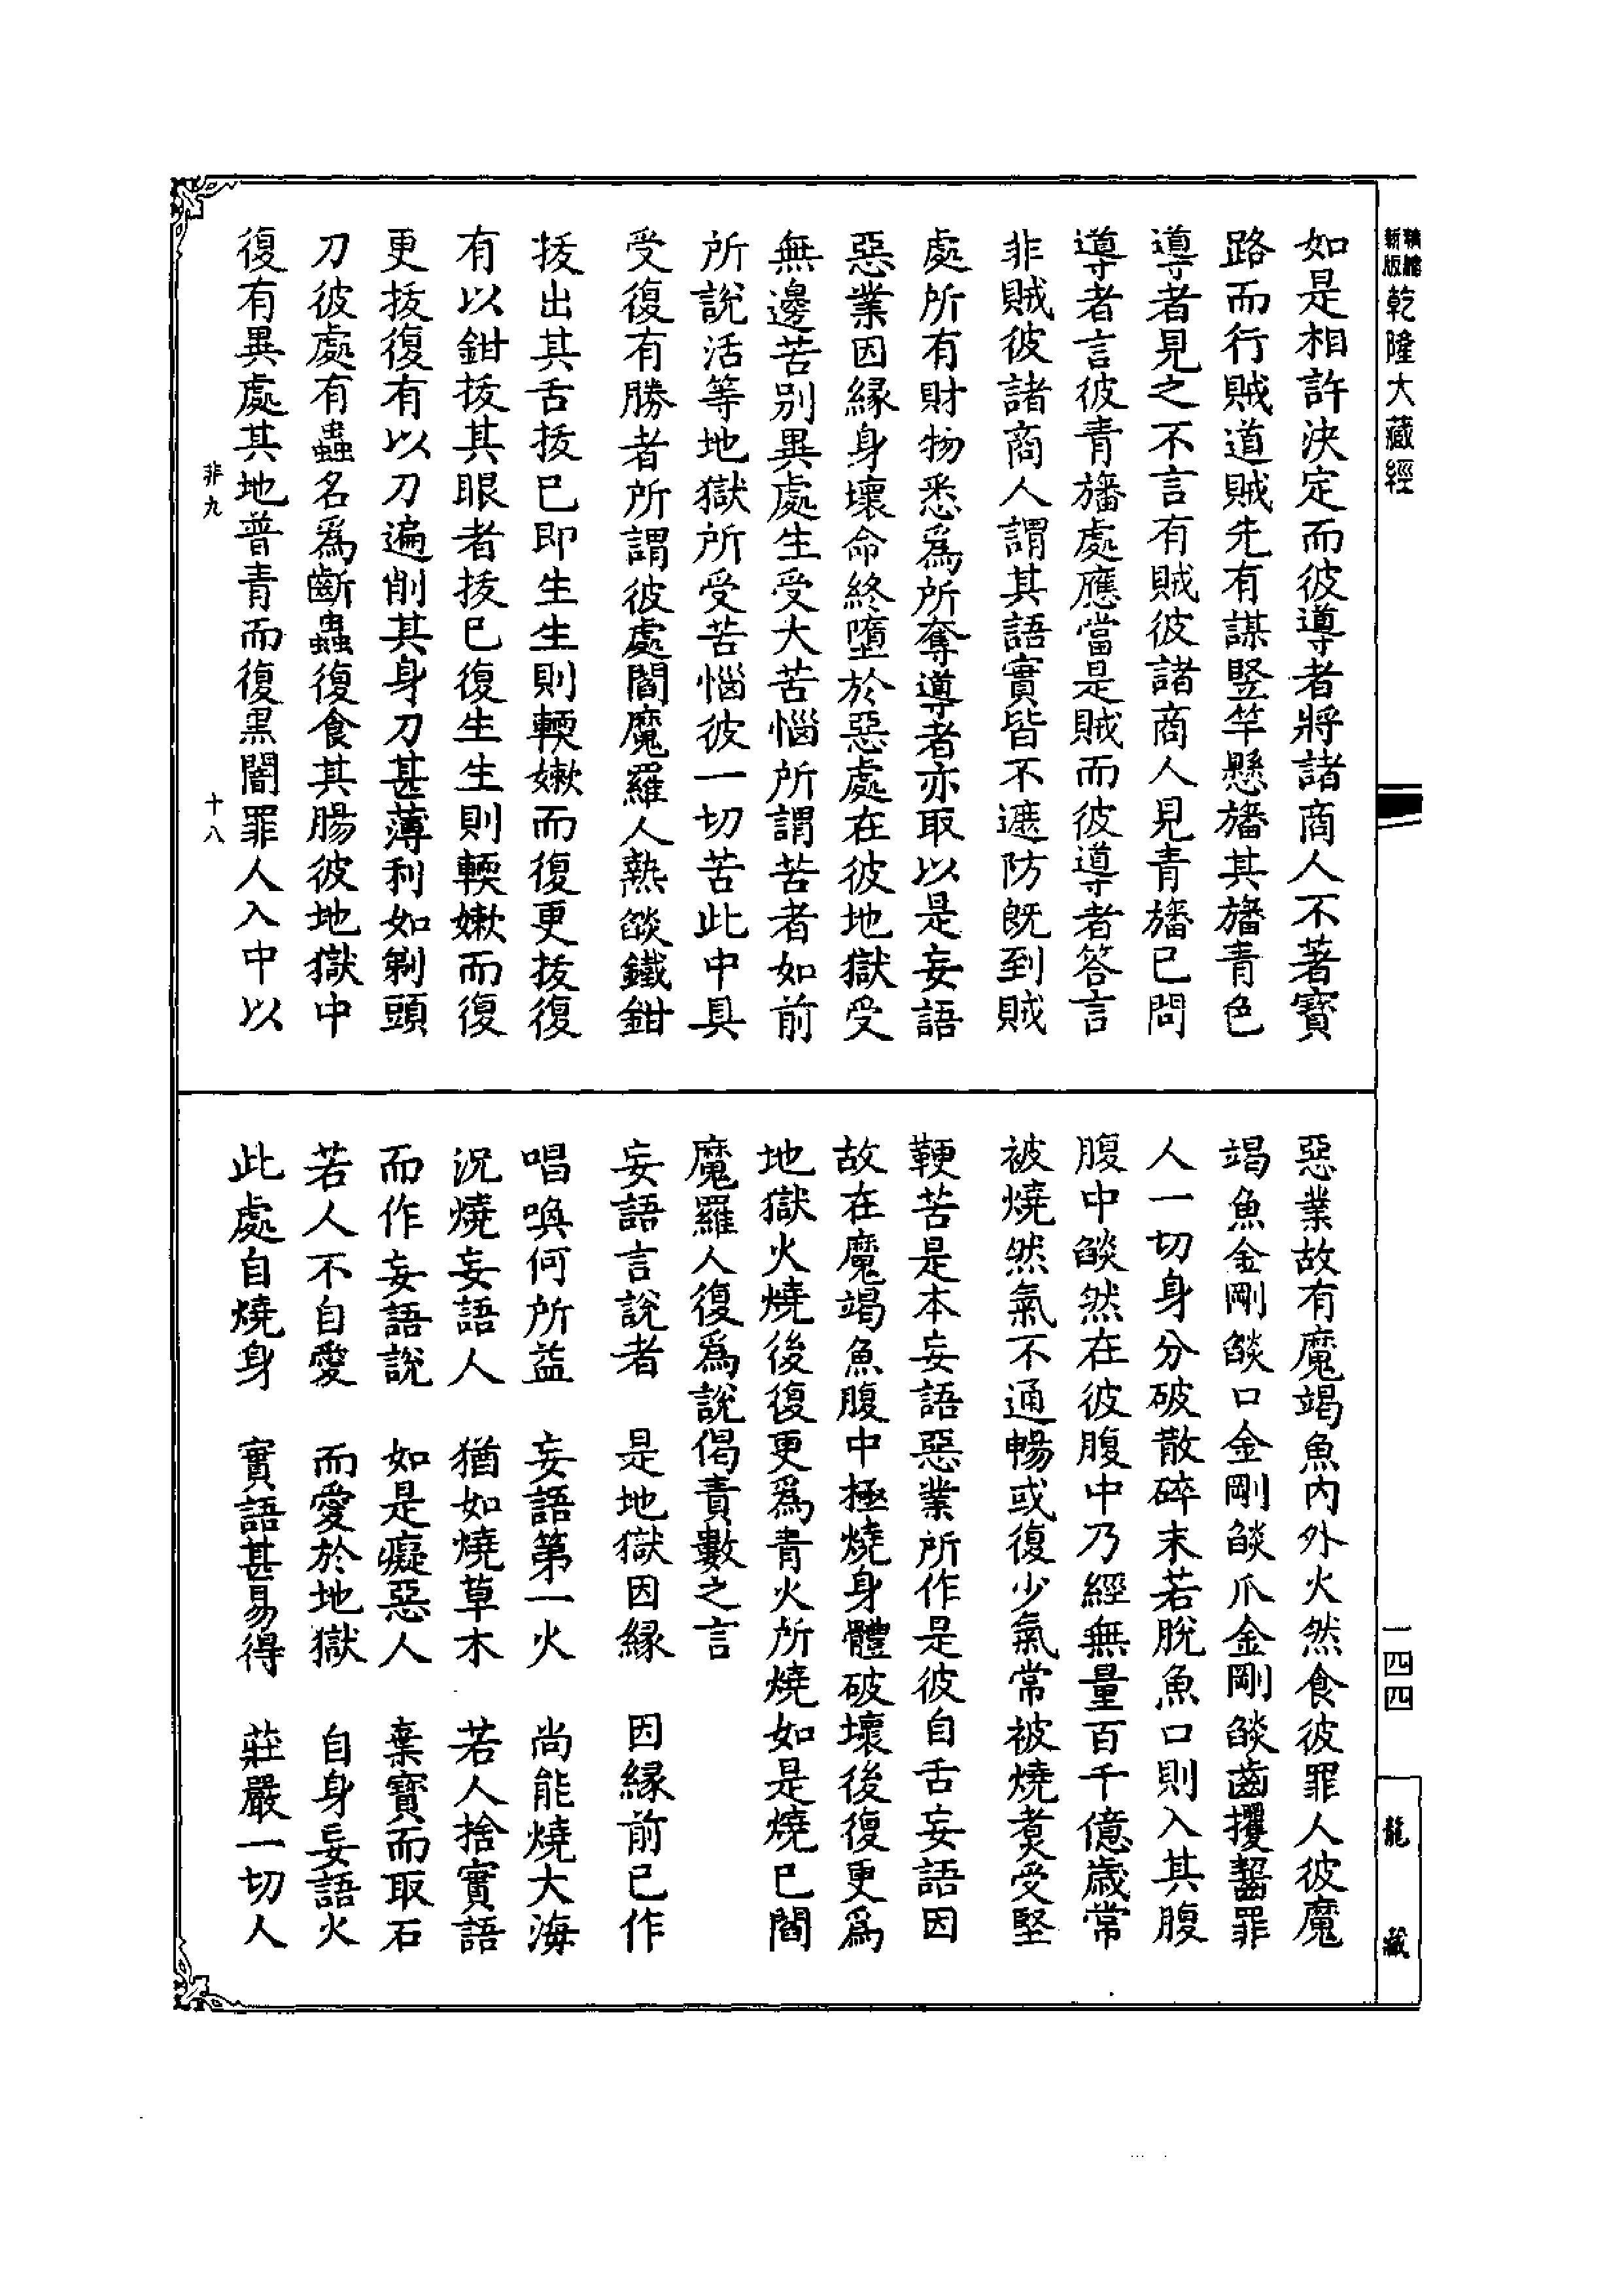 精縮
新版
乾隆大藏經
一四四
龍藏
如是相許決定而彼導者將諸商人不著寶
路而行賊道賊先有謀竪竿懸旛其旛青色
導者見之不言有賊彼諸商人見青旛已問
導者言彼青旛處應當是賊而彼導者答言
非賊彼諸商人謂其語實皆不遮防旣到賊
處所有財物悉爲所奪導者亦取以是妄語
惡業因緣身壞命終墮於惡處在彼地獄受
無邊苦别異處生受大苦惱所謂苦者如前
所說活等地獄所受苦惱彼一切苦此中具
受復有勝者所謂彼處閻魔羅人熱燄鐵鉗
拔出其舌拔已即生生則輭嫩而復更拔復
有以鉗拔其眼者拔已復生生則輭嫩而復
更拔復有以刀遍削其身刀甚薄利如剃頭
刀彼處有蟲名爲斷蟲復食其腸彼地獄中
復有異處其地普青而復黑闇罪人入中以
非九
十八
惡業故有魔竭魚內外火然食彼罪人彼魔
竭魚金剛燄口金剛燄爪金剛燄齒攫齧罪
人一切身分破散碎末若脫魚口則入其腹
腹中燄然在彼腹中乃經無量百千億歲常
被燒然氣不通暢或復少氣常被燒煑受堅
鞕苦是本妄語惡業所作是彼自舌妄語因
故在魔竭魚腹中極燒身體破壞後復更爲
地獄火燒後復更爲青火所燒如是燒已閻
魔羅人復爲說偈責數之言
妄語言說者　是地獄因緣　因緣前已作
唱喚何所益　妄語第一火　尚能燒大海
況燒妄語人　猶如燒草木　若人捨實語
而作妄語說　如是癡惡人　棄寶而取石
若人不自愛　而愛於地獄　自身妄語火
此處自燒身　實語甚易得　莊嚴一切人